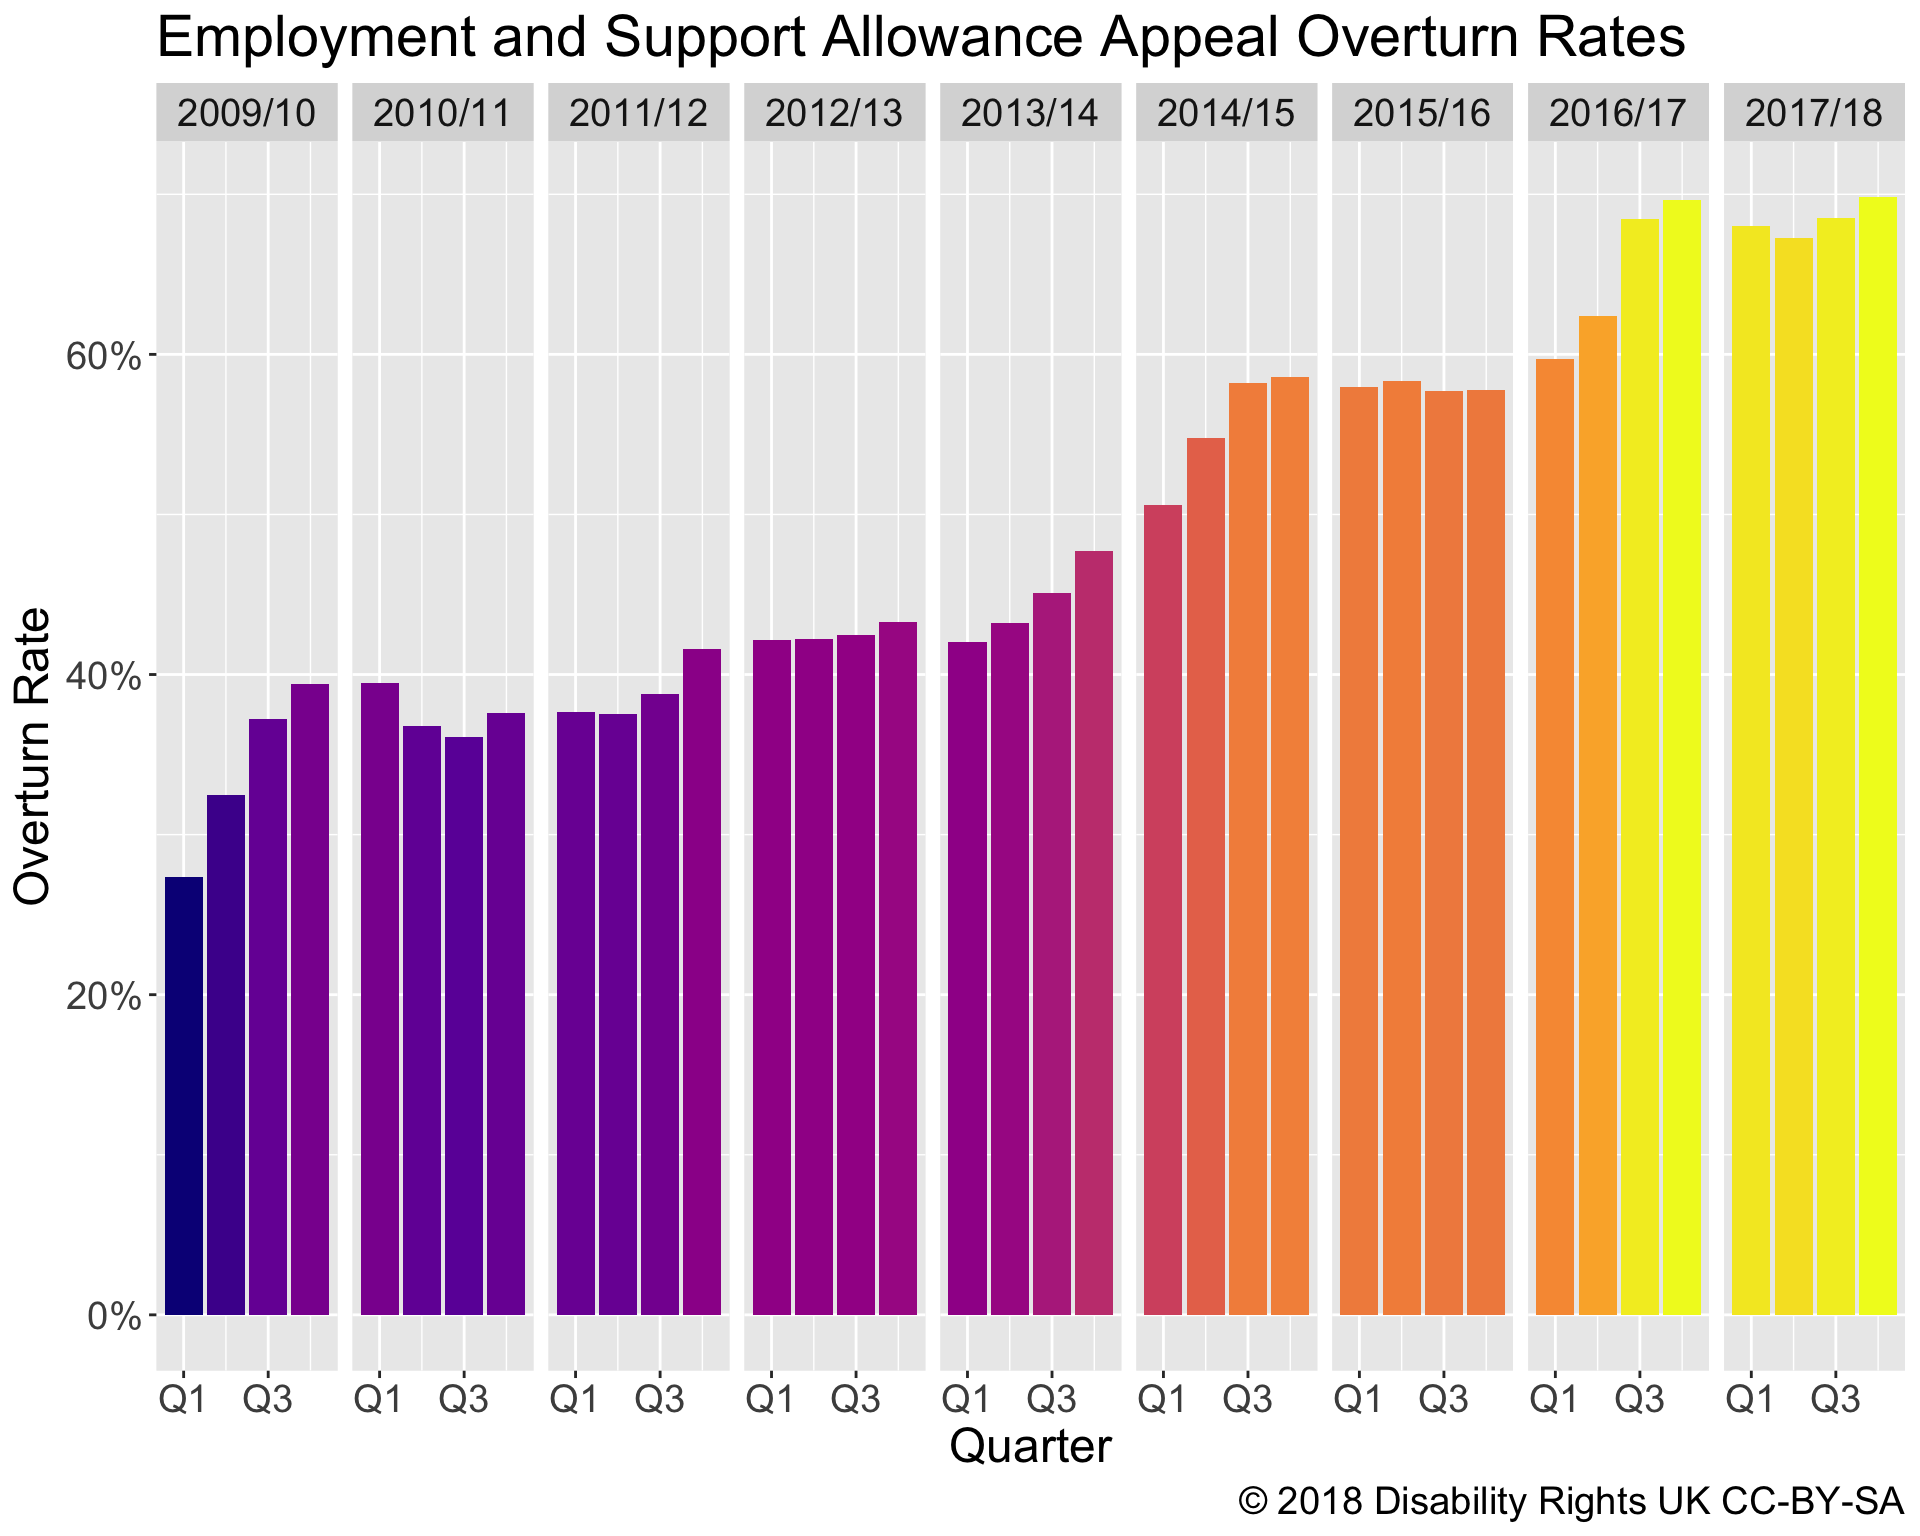 Employment and Support Allowance Appeal Overturn Rates
2009/10 2010/11 2011/12 2012/13 2013/14 2014/15 2015/16 2016/17 2017/18
Overturn Rate
60%
40%
20%
0%
Q1 Q3 Q1 Q3 Q1 Q3 Q1 Q3 Q1 Q3 Q1 Q3 Q1 Q3 Q1 Q3 Q1 Q3
Quarter
© 2018 Disability Rights UK CC-BY-SA